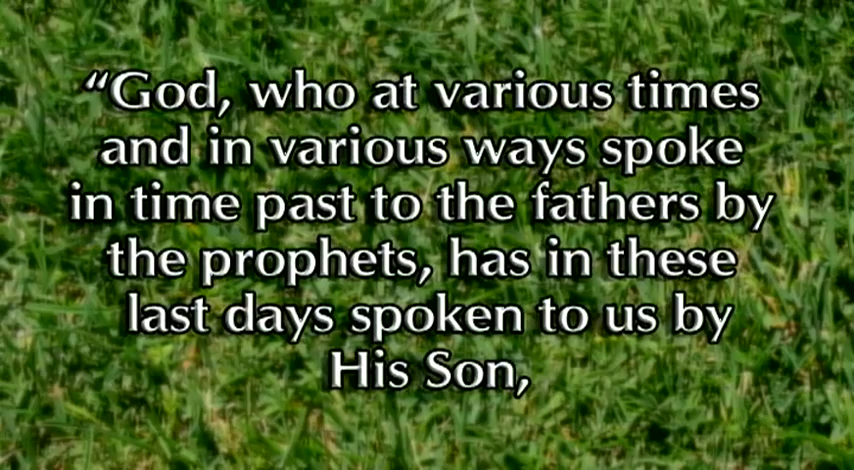 “God, who at various times
and in various ways spoke
in time past to the fathers by
the prophets, has in these
last days spoken to us by
His Son,